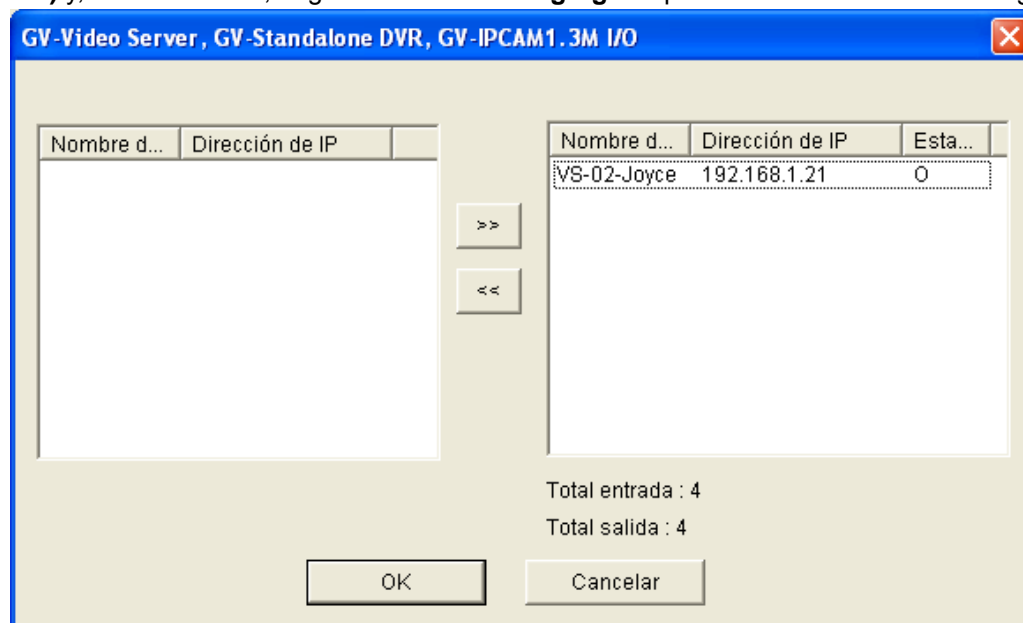 GV-Video Server, GV-Standalone DVR, GV-IPCAM1.3M I/O
Nombre d... Dirección de IP
Nombre d... Dirección de IP Esta...
VS-02-Joyce 192.168.1.21 O
>>
<<
Total entrada : 4
Total salida : 4
OK Cancelar